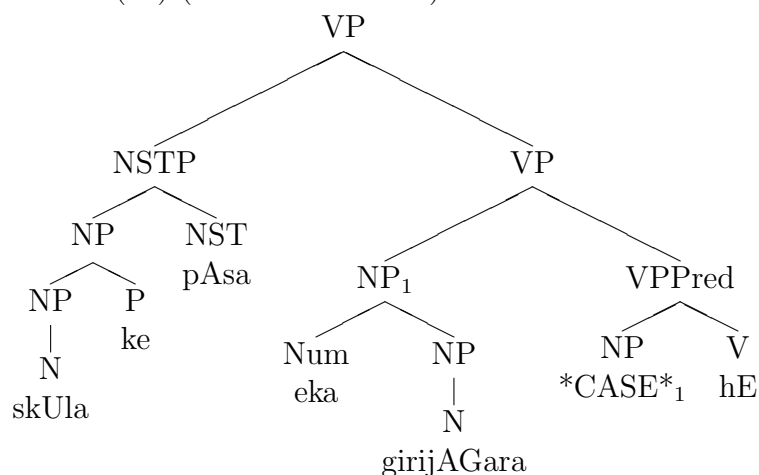 VP
NSTP VP
NP NST
pAsa
NP₁ VPPred
NP P
ke
Num NP NP V
eka *CASE*₁ hE
N
skUla
N
girijAGara